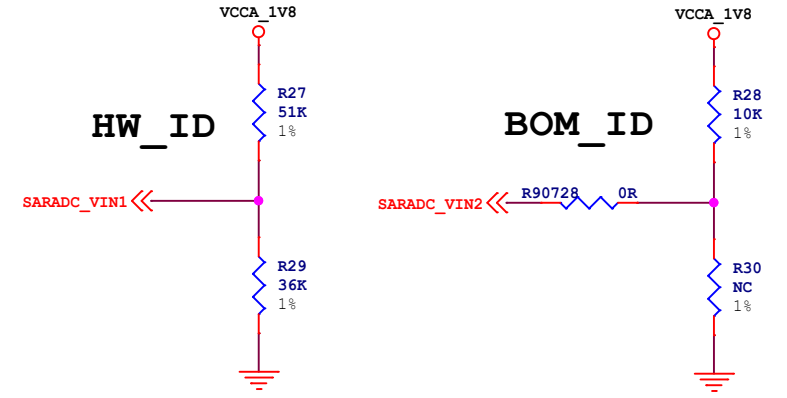 VCCA_1V8
R27
51K
1%
HW_ID
SARADC_VIN1
R29
36K
1%
VCCA_1V8
R28
10K
1%
BOM_ID
SARADC_VIN2
R90728 0R
R30
NC
1%